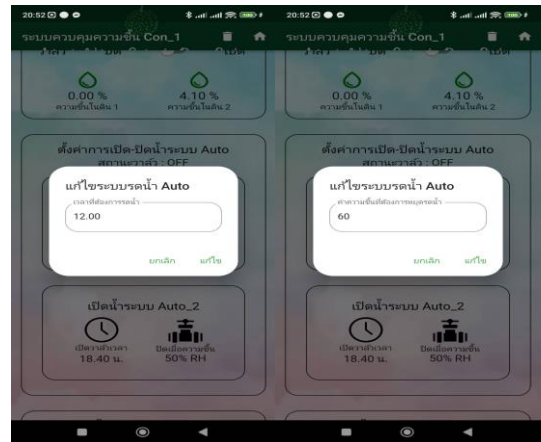 20:52
ระบบควบคุมความชื้น Con_1
0.00 %
4.10 %
ความชื้นในดิน 1
ความชื้นในดิน 2
ตั้งค่าการเปิด-ปิดน้ำระบบ Auto
สถานะวาล์ว : OFF
แก้ไขระบบรดน้ำ Auto
เวลาที่ต้องการรดน้ำ
12.00
ยกเลิก
แก้ไข
เปิดน้ำระบบ Auto_2
เปิดวาล์วเวลา
ปิดเมื่อความชื้น
18.40 น.
50% RH
20:52
ระบบควบคุมความชื้น Con_1
0.00 %
4.10 %
ความชื้นในดิน 1
ความชื้นในดิน 2
ตั้งค่าการเปิด-ปิดน้ำระบบ Auto
สถานะวาล์ว : OFF
แก้ไขระบบรดน้ำ Auto
ค่าความชื้นที่ต้องการหยุดรดน้ำ
60
ยกเลิก
แก้ไข
เปิดน้ำระบบ Auto_2
เปิดวาล์วเวลา
ปิดเมื่อความชื้น
18.40 น.
50% RH